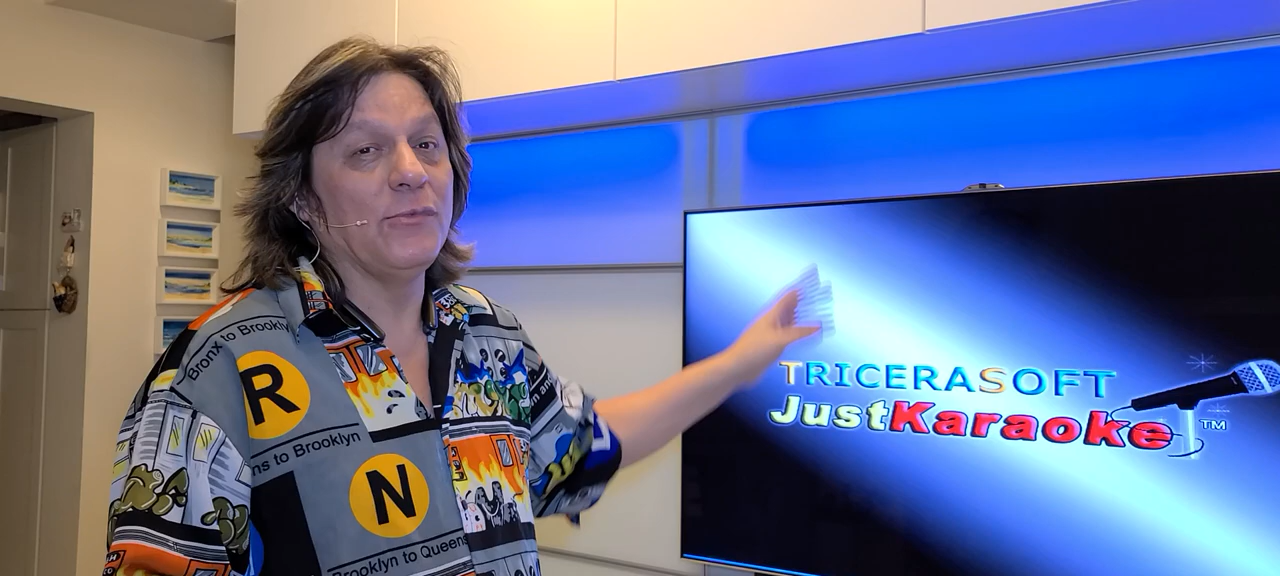 Bronx to Brooklyn
R
ns to Brooklyn
N
Brooklyn to Queens
TRICERASOFT
JustKaraoke
TM